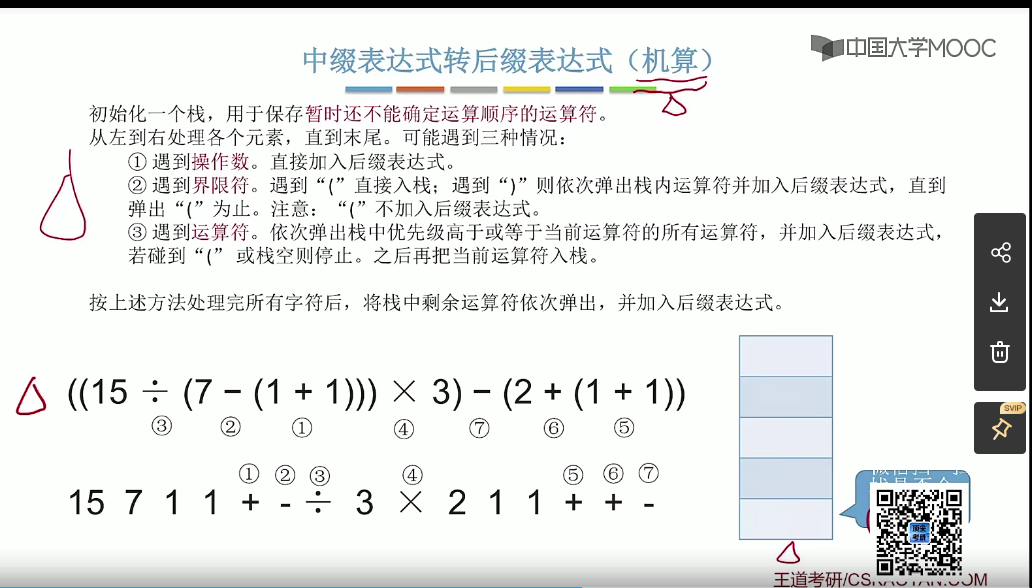 中国大学MOOC
中缀表达式转后缀表达式（机算）
初始化一个栈，用于保存暂时还不能确定运算顺序的运算符。
从左到右处理各个元素，直到末尾。可能遇到三种情况：
① 遇到操作数。直接加入后缀表达式。
② 遇到界限符。遇到“(”直接入栈；遇到“)”则依次弹出栈内运算符并加入后缀表达式，直到
弹出“(”为止。注意：“(”不加入后缀表达式。
③ 遇到运算符。依次弹出栈中优先级高于或等于当前运算符的所有运算符，并加入后缀表达式，
若碰到“(” 或栈空则停止。之后再把当前运算符入栈。
按上述方法处理完所有字符后，将栈中剩余运算符依次弹出，并加入后缀表达式。
SVIP
((15 ÷ (7 − (1 + 1))) × 3) − (2 + (1 + 1))
③ ② ① ④ ⑦ ⑥ ⑤
① ② ③ ④ ⑤ ⑥ ⑦
15 7 1 1 + - ÷ 3 × 2 1 1 + + -
王道考研/CSKAOYAN.COM